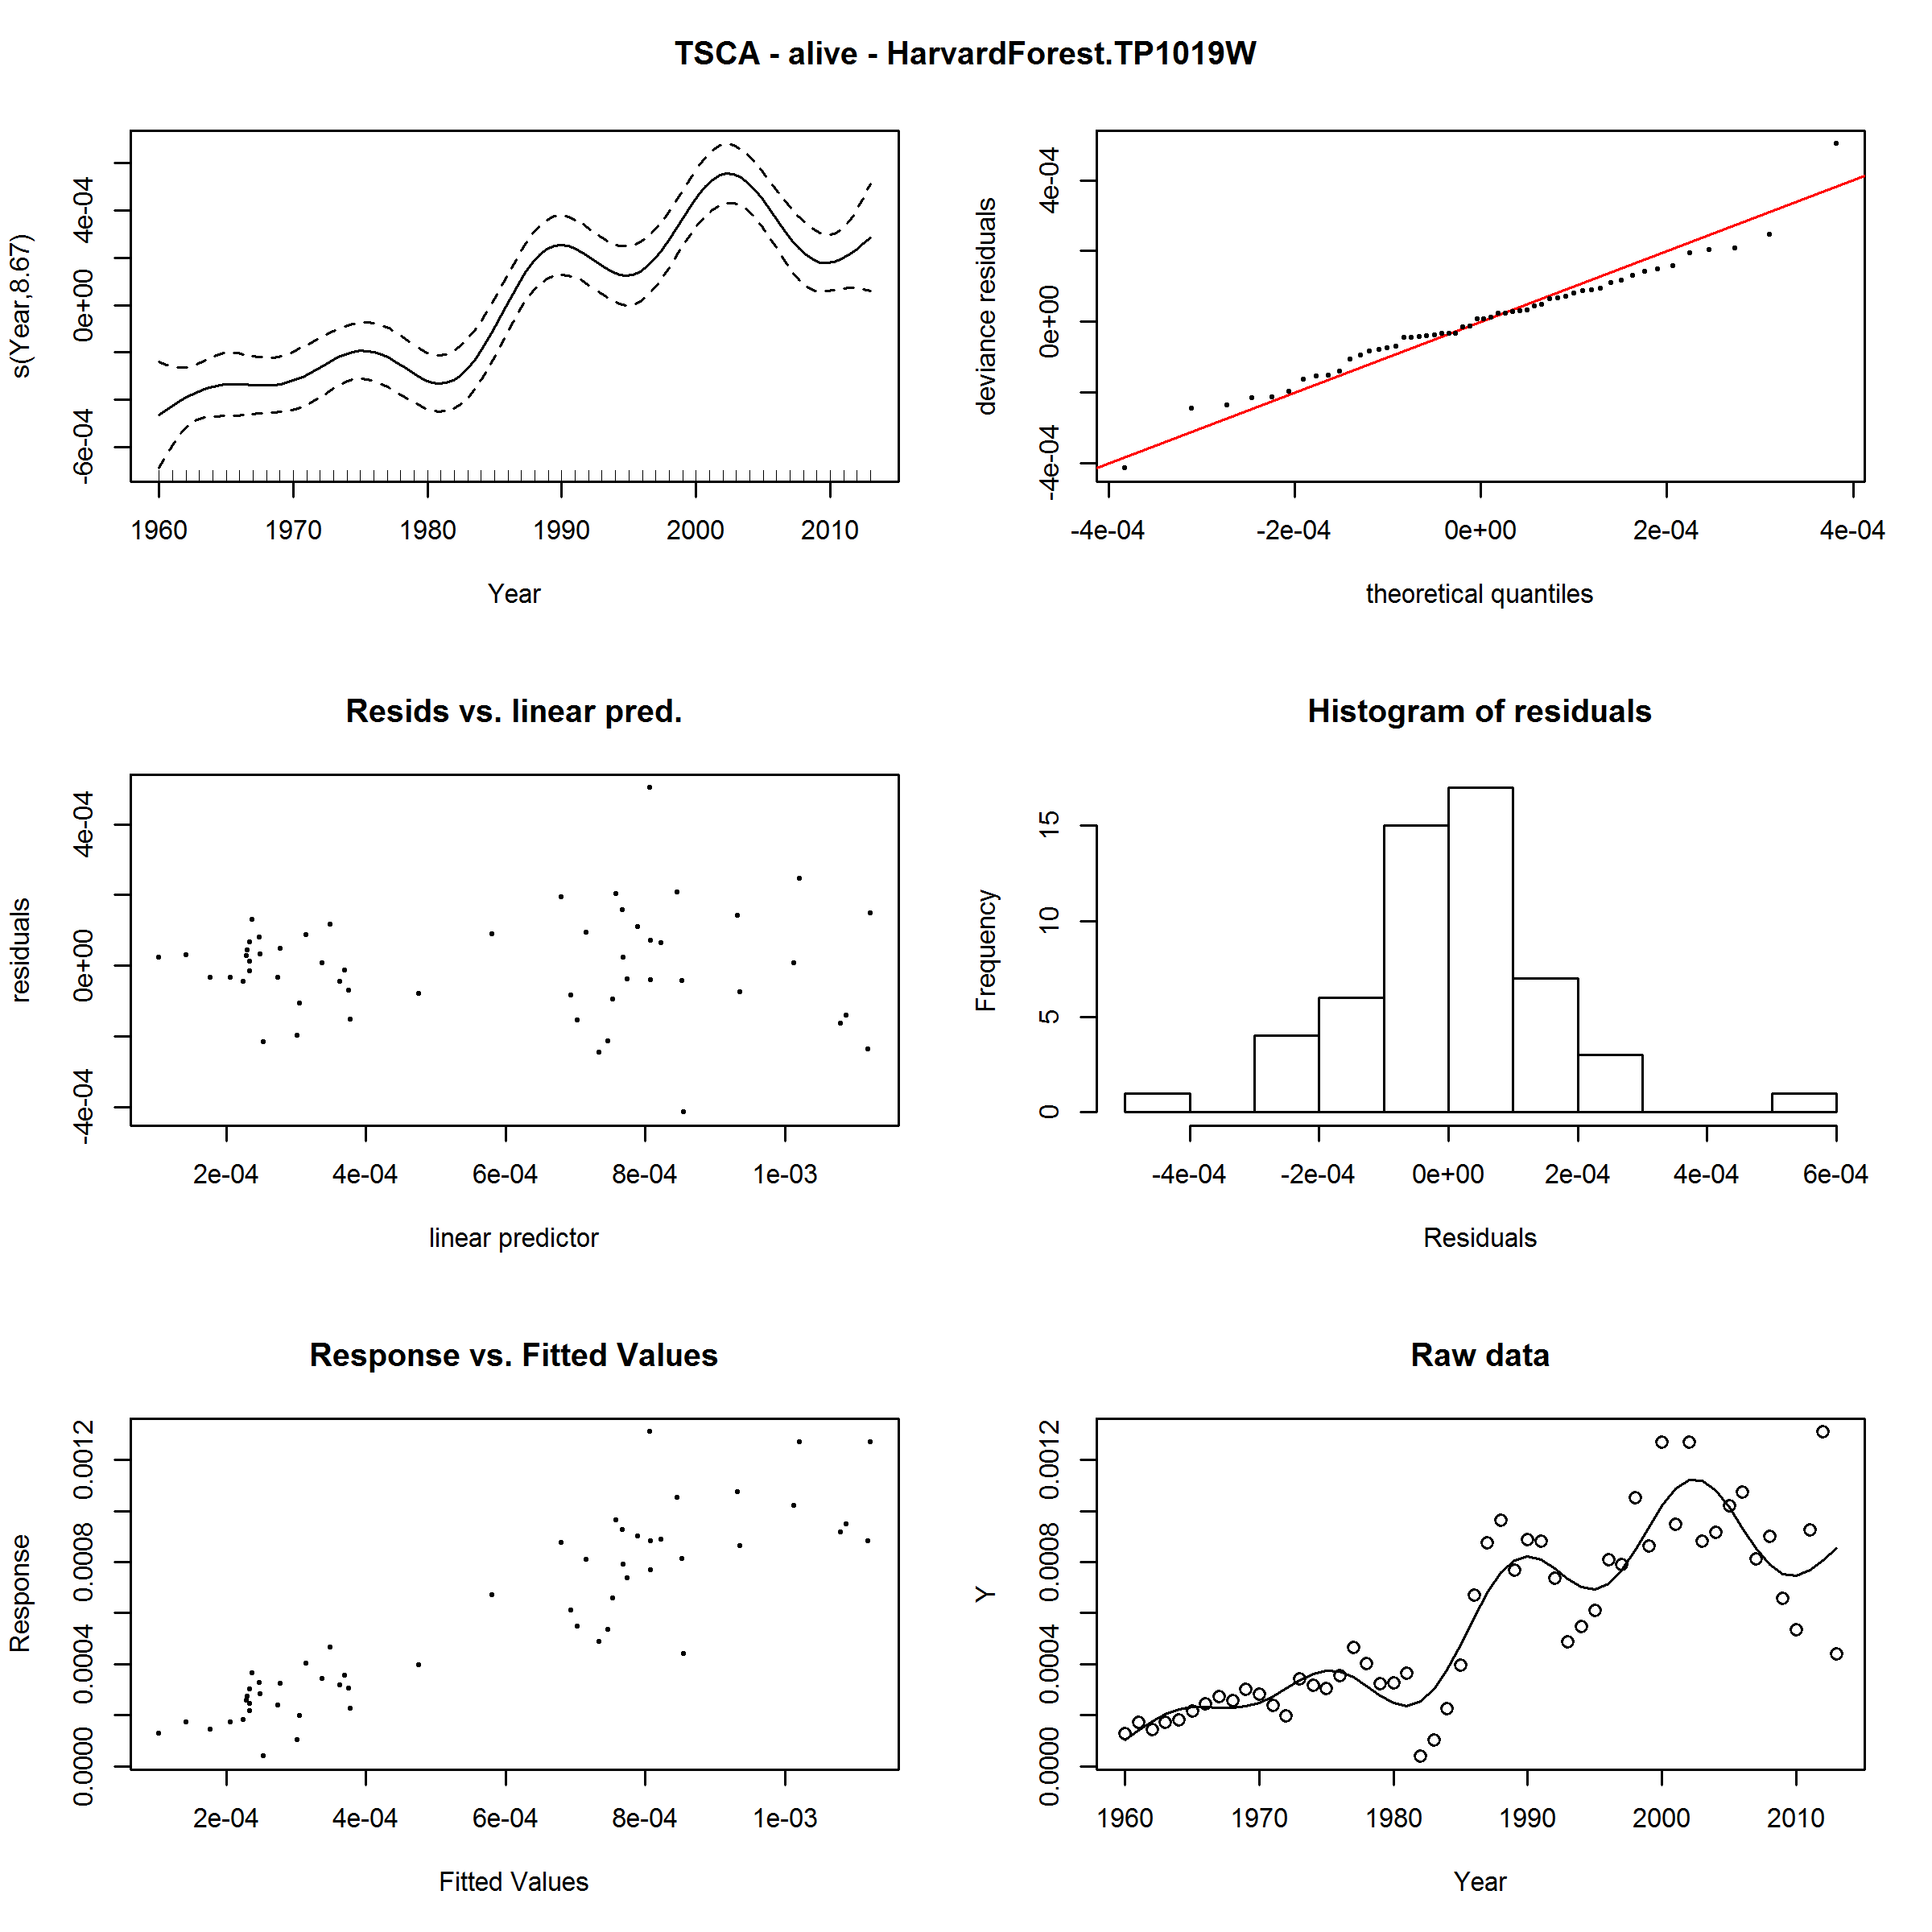 TSCA - alive - HarvardForest.TP1019W
s(Year,8.67)
-6e-04 0e+00 4e-04
1960 1970 1980 1990 2000 2010
Year
deviance residuals
-4e-04 0e+00 4e-04
-4e-04 -2e-04 0e+00 2e-04 4e-04
theoretical quantiles
Resids vs. linear pred.
residuals
-4e-04 0e+00 4e-04
2e-04 4e-04 6e-04 8e-04 1e-03
linear predictor
Histogram of residuals
Frequency
0 5 10 15
-4e-04 -2e-04 0e+00 2e-04 4e-04 6e-04
Residuals
Response vs. Fitted Values
Response
0.0000 0.0004 0.0008 0.0012
2e-04 4e-04 6e-04 8e-04 1e-03
Fitted Values
Raw data
Y
0.0000 0.0004 0.0008 0.0012
1960 1970 1980 1990 2000 2010
Year